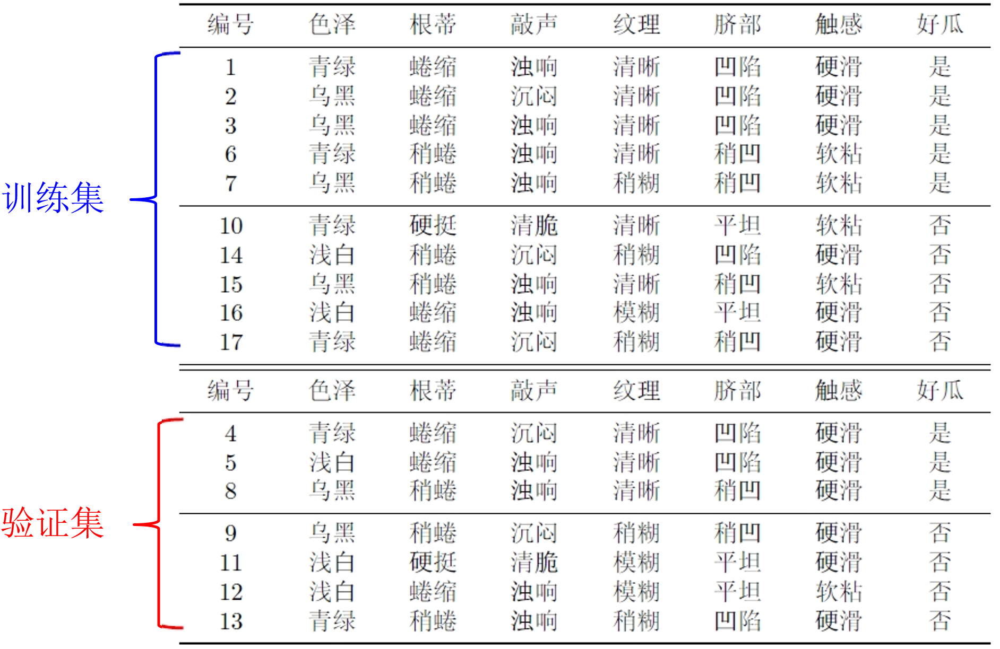 编号 色泽 根蒂 敲声 纹理 脐部 触感 好瓜
1 青绿 蜷缩 浊响 清晰 凹陷 硬滑 是
2 乌黑 蜷缩 沉闷 清晰 凹陷 硬滑 是
3 乌黑 蜷缩 浊响 清晰 凹陷 硬滑 是
6 青绿 稍蜷 浊响 清晰 稍凹 软粘 是
7 乌黑 稍蜷 浊响 稍糊 稍凹 软粘 是
训练集
10 青绿 硬挺 清脆 清晰 平坦 软粘 否
14 浅白 稍蜷 沉闷 稍糊 凹陷 硬滑 否
15 乌黑 稍蜷 浊响 清晰 稍凹 软粘 否
16 浅白 蜷缩 浊响 模糊 平坦 硬滑 否
17 青绿 蜷缩 沉闷 稍糊 稍凹 硬滑 否
编号 色泽 根蒂 敲声 纹理 脐部 触感 好瓜
4 青绿 蜷缩 沉闷 清晰 凹陷 硬滑 是
5 浅白 蜷缩 浊响 清晰 凹陷 硬滑 是
8 乌黑 稍蜷 浊响 清晰 稍凹 硬滑 是
验证集
9 乌黑 稍蜷 沉闷 稍糊 稍凹 硬滑 否
11 浅白 硬挺 清脆 模糊 平坦 硬滑 否
12 浅白 蜷缩 浊响 模糊 平坦 软粘 否
13 青绿 稍蜷 浊响 稍糊 凹陷 硬滑 否